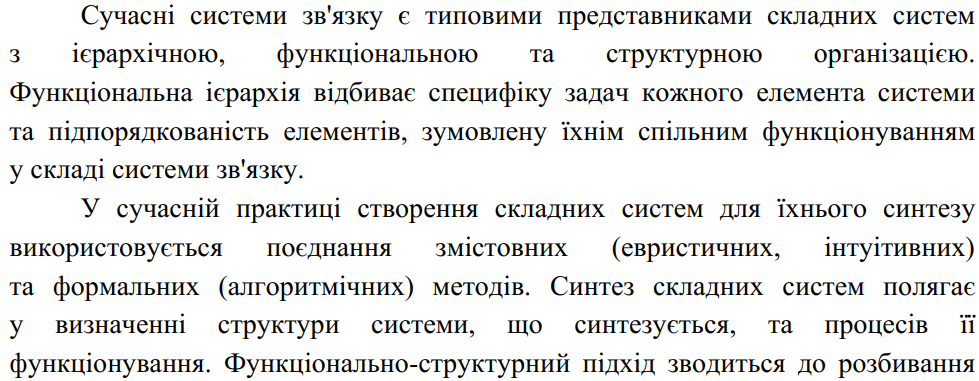 Сучасні системи зв'язку є типовими представниками складних систем
з ієрархічною, функціональною та структурною організацією.
Функціональна ієрархія відбиває специфіку задач кожного елемента системи
та підпорядкованість елементів, зумовлену їхнім спільним функціонуванням
у складі системи зв'язку.
У сучасній практиці створення складних систем для їхнього синтезу
використовується поєднання змістовних (евристичних, інтуітивних)
та формальних (алгоритмічних) методів. Синтез складних систем полягає
у визначенні структури системи, що синтезується, та процесів її
функціонування. Функціонально-структурний підхід зводиться до розбивання